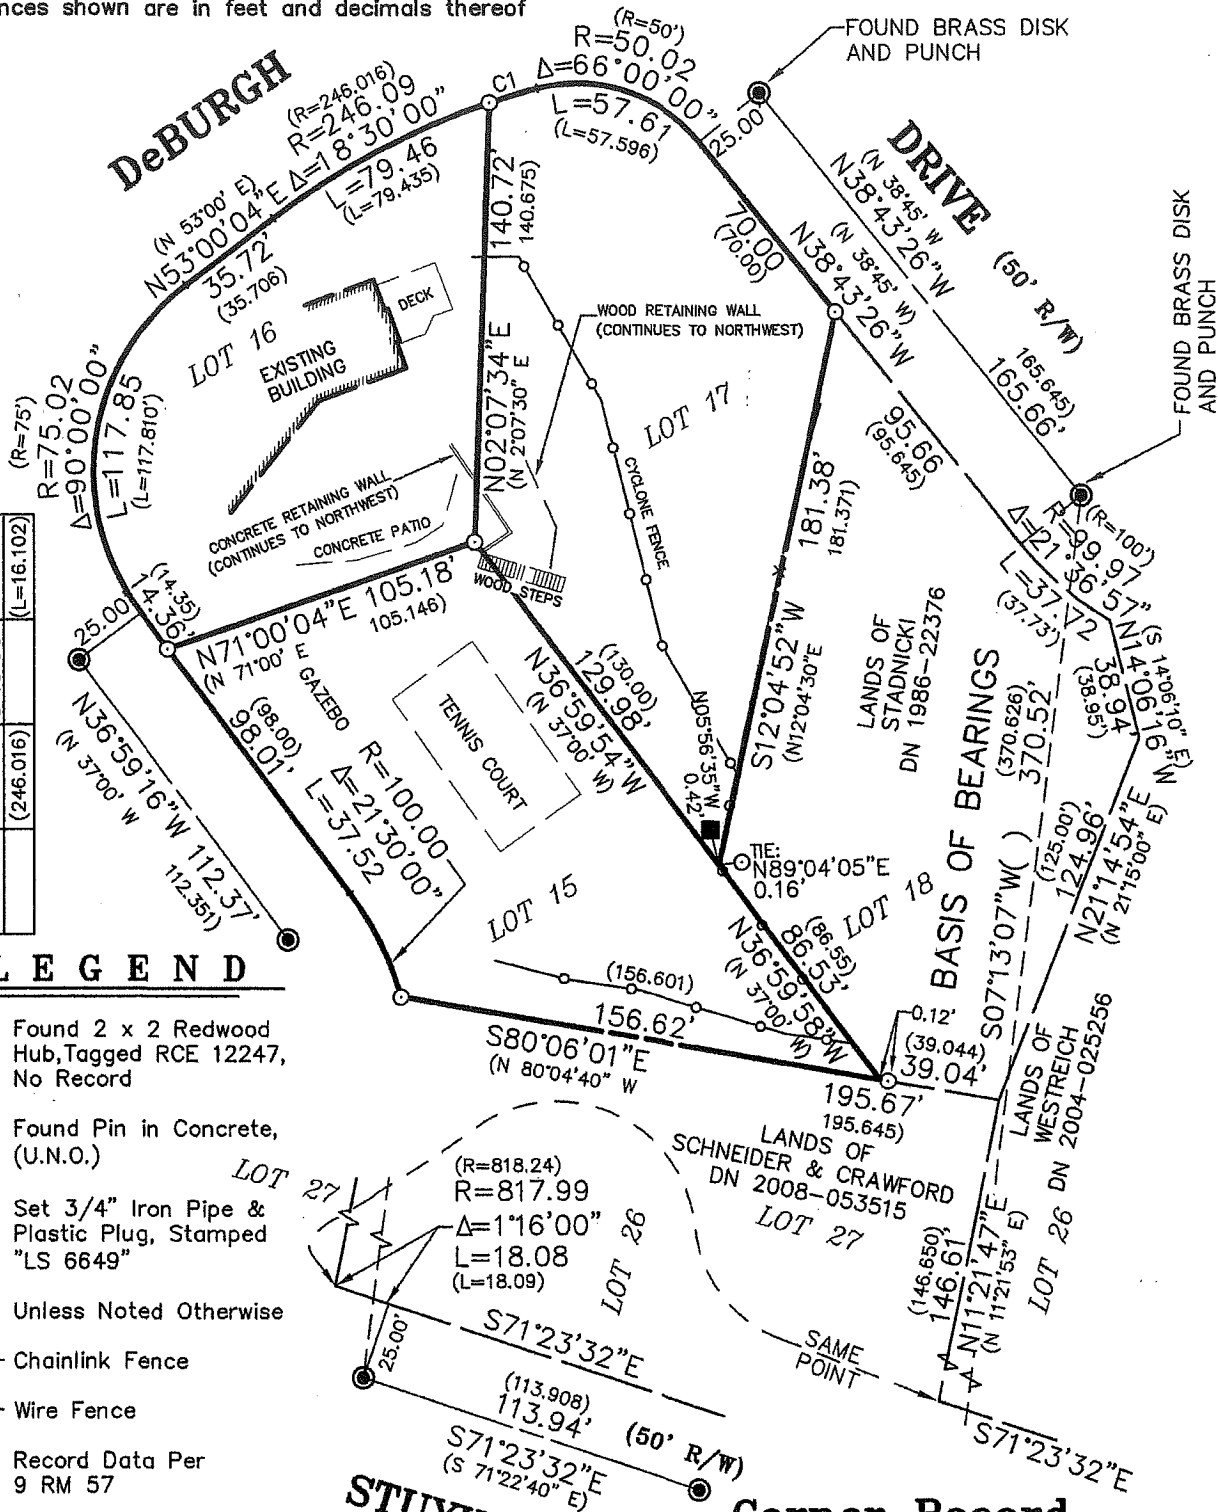 nces shown are in feet and decimals thereof
(R=50')
R=50.02
Δ=66°00'00"
L=57.61
(L=57.596)
FOUND BRASS DISK
AND PUNCH
DeBURGH
(R=246.016)
R=246.09
Δ=18°30'00"
L=79.46
(L=79.435)
C1
25.00'
DRIVE
(50' R/W)
(N 38°45' W
N38°43'26"W
165.645)
165.66'
FOUND BRASS DISK
AND PUNCH
(N 53°00' E)
N53°00'04"E
35.72'
(35.706)
140.72'
140.675)
N02°07'34"E
(N 2°07'30" E
70.00
(70.00)
N38°43'26"W
(N 38°45' W)
95.66
(95.645)
DECK
LOT 16
EXISTING
BUILDING
WOOD RETAINING WALL
(CONTINUES TO NORTHWEST)
LOT 17
CYCLONE FENCE
(R=75')
R=75.02
Δ=90°00'00"
L=117.85
(L=117.810')
CONCRETE RETAINING WALL
(CONTINUES TO NORTHWEST)
CONCRETE PATIO
WOOD STEPS
181.38'
181.371)
S12°04'52"W
(N12°04'30"E
(R=100')
R=99.97
Δ=21°36'57"
L=37.72
(37.73')
(L=16.102)
(246.016)
(14.35)
14.36'
25.00'
N71°00'04"E 105.18'
(N 71°00' E
105.146)
GAZEBO
TENNIS COURT
(130.00)
129.98'
N36°59'54"W
(N 37°00' W)
LANDS OF
STADNICKI
DN 1986-22376
(S 14°06'10" E)
N14°06'16"W
38.94'
(38.95')
N36°59'16"W 112.37'
(N 37°00' W
112.351)
(98.00)
98.01'
R=100.00
Δ=21°30'00"
L=37.52
N05°56'35"W
0.42'
TIE:
N89°04'05"E
0.16'
BASIS OF BEARINGS
(370.626)
370.52'
S07°13'07"W( )
(125.00')
124.96'
N21°14'54"E
(N 21°15'00" E)
LOT 15
LOT 18
(86.55)
86.53'
N36°59'58"W
(N 37°00' W)
(156.601)
156.62'
S80°06'01"E
(N 80°04'40" W
0.12'
(39.044)
39.04'
195.67'
195.645)
LANDS OF
SCHNEIDER & CRAWFORD
DN 2008-053515
LOT 27
LANDS OF
WESTREICH
DN 2004-025256
LOT 26
(146.650)
146.61'
N11°21'47"E
(N 11°21'53" E)
LEGEND
Found 2 x 2 Redwood
Hub,Tagged RCE 12247,
No Record
Found Pin in Concrete,
(U.N.O.)
Set 3/4" Iron Pipe &
Plastic Plug, Stamped
"LS 6649"
Unless Noted Otherwise
Chainlink Fence
Wire Fence
Record Data Per
9 RM 57
LOT 27
(R=818.24)
R=817.99
Δ=1°16'00"
L=18.08
(L=18.09)
LOT 26
25.00'
S71°23'32"E
SAME
POINT
(113.908)
113.94'
S71°23'32"E
(S 71°22'40" E)
(50' R/W)
S71°23'32"E